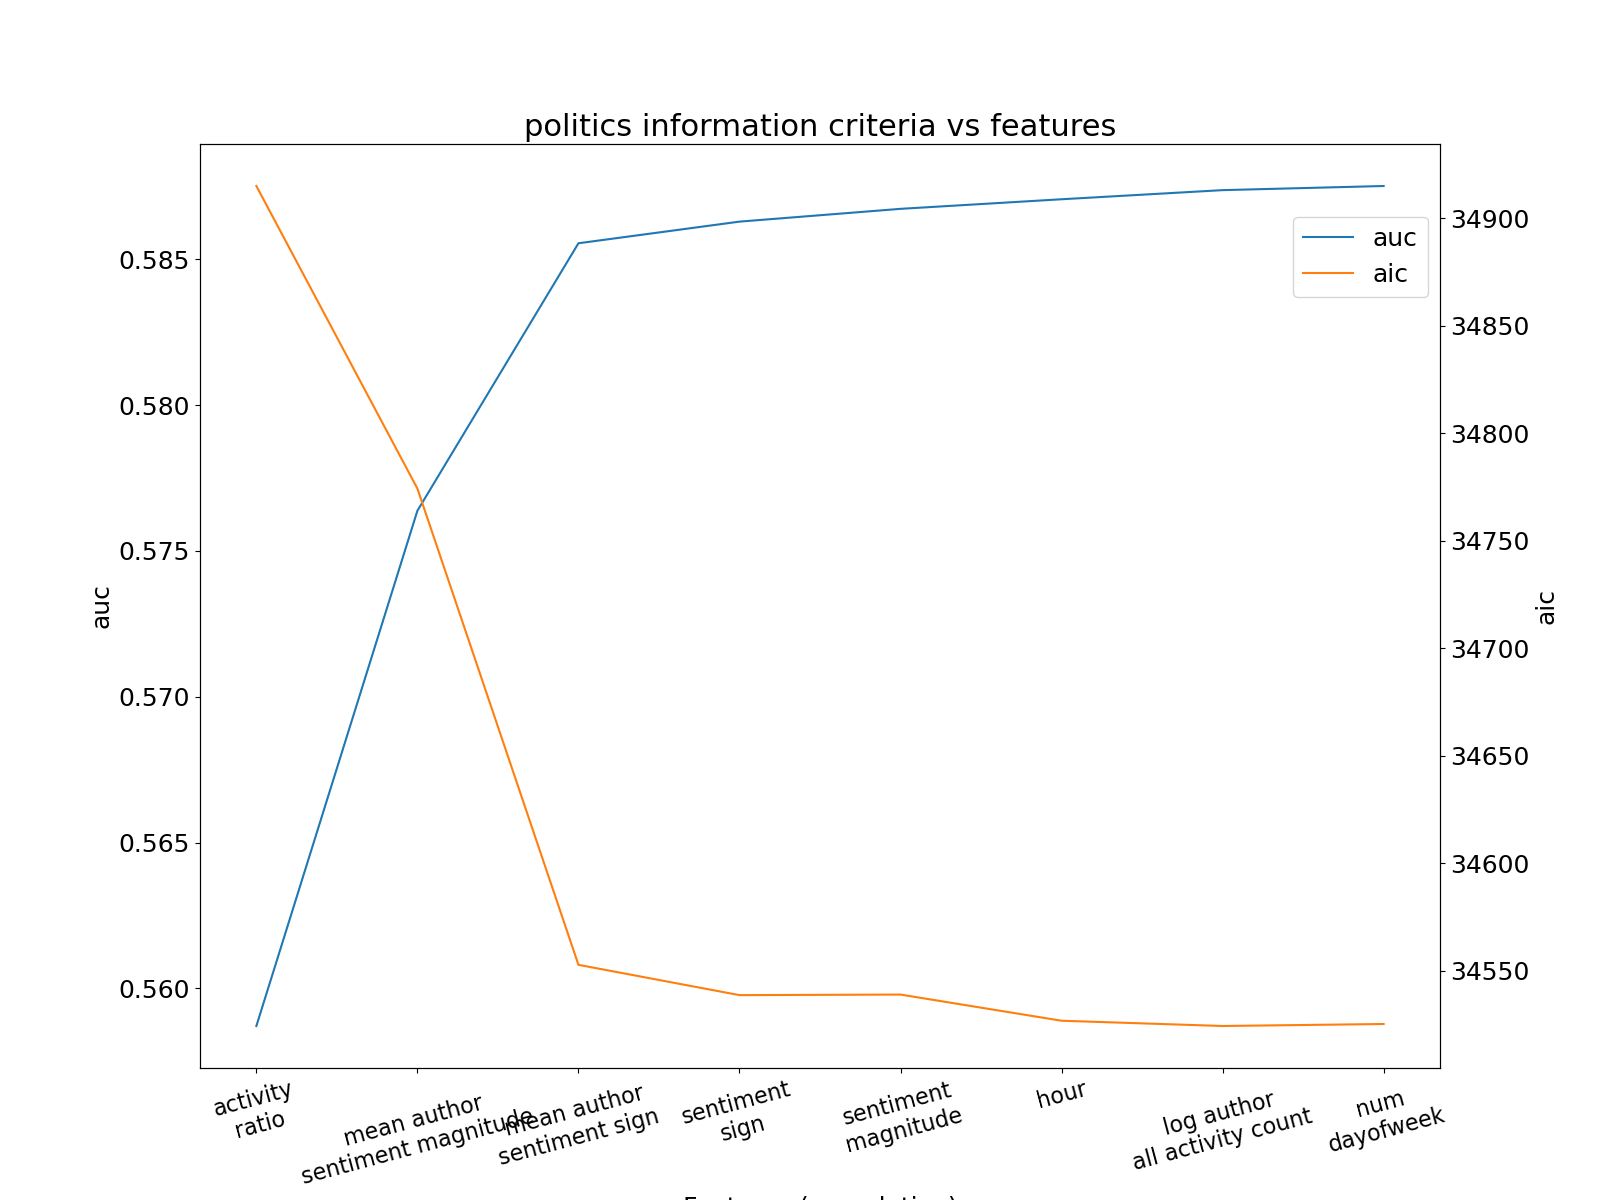 politics information criteria vs features
auc
aic
0.585
0.580
0.575
0.570
0.565
0.560
auc
34900
34850
34800
34750
34700
34650
34600
34550
aic
activity
ratio
mean author
sentiment magnitude
mean author
sentiment sign
sentiment
sign
sentiment
magnitude
hour
log author
all activity count
num
dayofweek